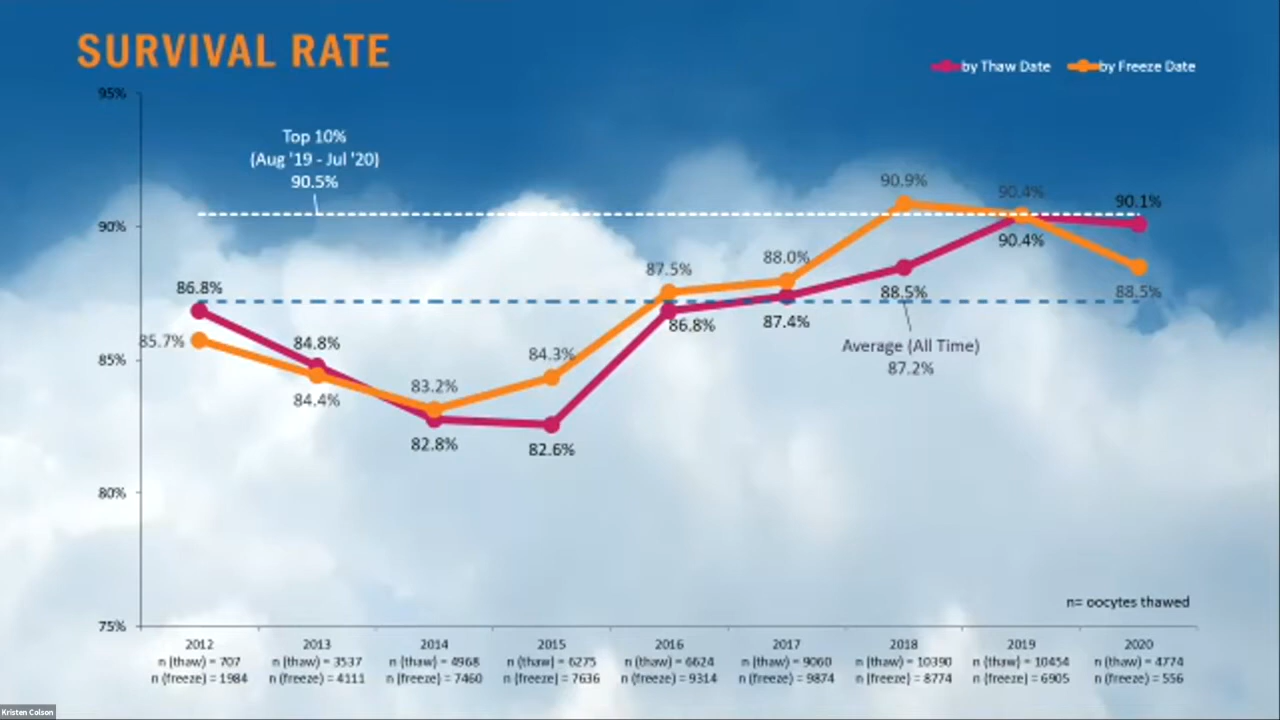 SURVIVAL RATE
by Thaw Date
by Freeze Date
95%
90%
85%
80%
75%
Top 10%
(Aug '19 - Jul '20)
90.5%
86.8%
85.7%
84.8%
84.4%
83.2%
82.8%
84.3%
82.6%
87.5%
86.8%
88.0%
87.4%
90.9%
88.5%
90.4%
90.4%
90.1%
88.5%
Average (All Time)
87.2%
n= oocytes thawed
2012
n (thaw) = 707
n (freeze) = 1984
2013
n (thaw) = 3537
n (freeze) = 4111
2014
n (thaw) = 4968
n (freeze) = 7460
2015
n (thaw) = 6275
n (freeze) = 7636
2016
n (thaw) = 6624
n (freeze) = 9314
2017
n (thaw) = 9060
n (freeze) = 9874
2018
n (thaw) = 10390
n (freeze) = 8774
2019
n (thaw) = 10454
n (freeze) = 6905
2020
n (thaw) = 4774
n (freeze) = 556
Kristen Colson